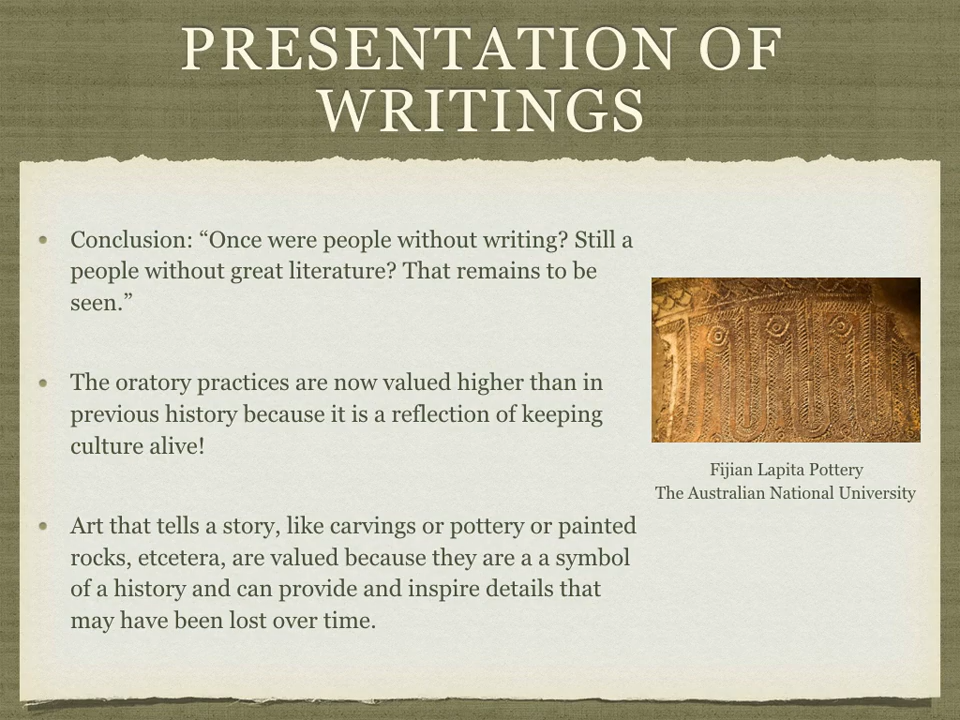 PRESENTATION OF
WRITINGS
• Conclusion: “Once were people without writing? Still a
people without great literature? That remains to be
seen.”
• The oratory practices are now valued higher than in
previous history because it is a reflection of keeping
culture alive!
• Art that tells a story, like carvings or pottery or painted
rocks, etcetera, are valued because they are a a symbol
of a history and can provide and inspire details that
may have been lost over time.
Fijian Lapita Pottery
The Australian National University